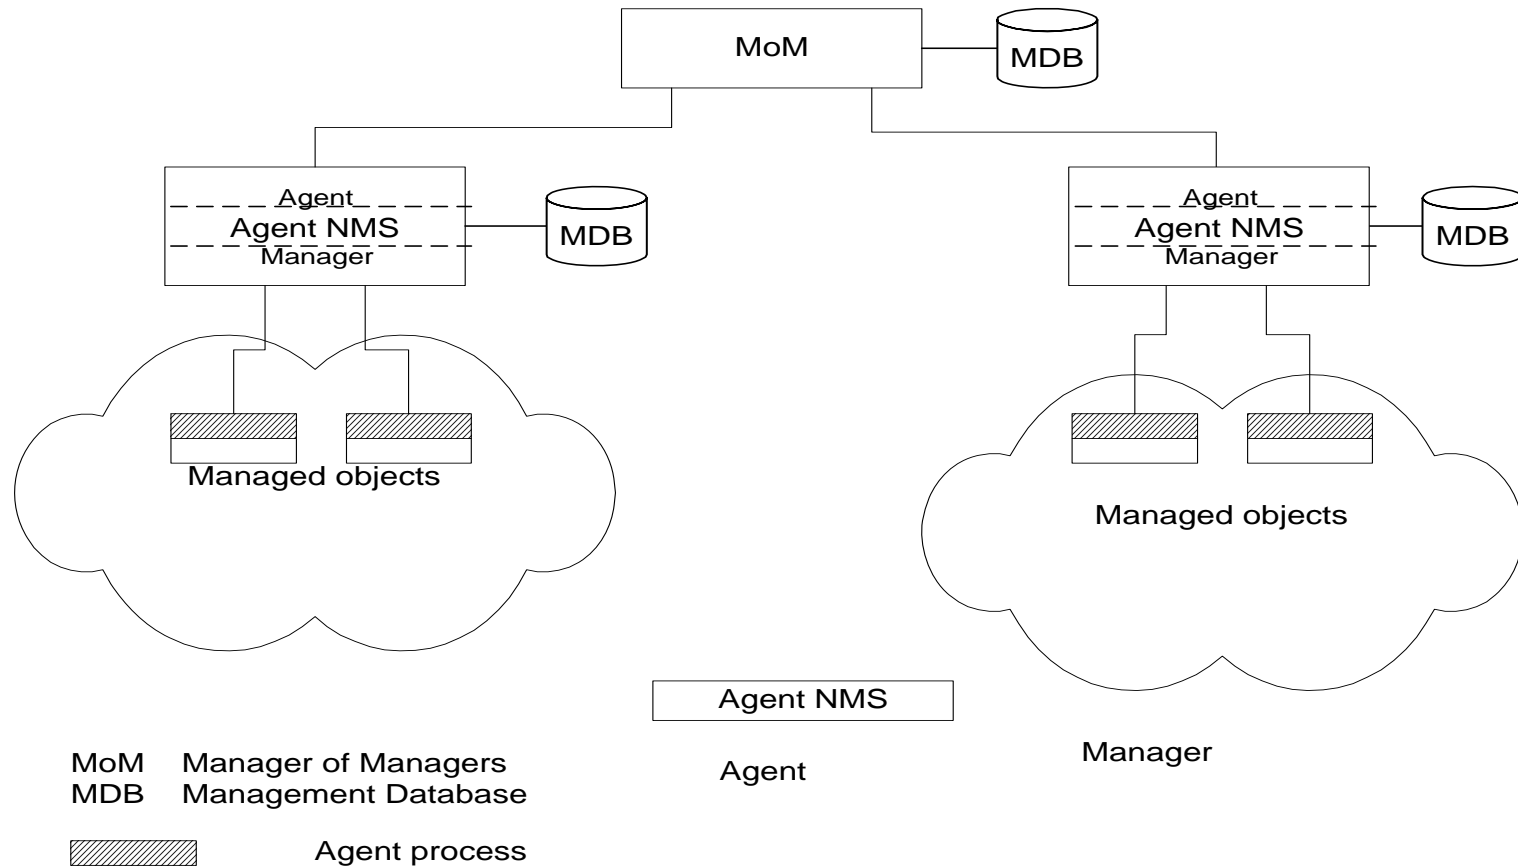 MoM
MDB
Agent
Agent NMS
Manager
MDB
Agent
Agent NMS
Manager
MDB
Managed objects
Managed objects
Agent NMS
Agent
Manager
MoM Manager of Managers
MDB Management Database
Agent process